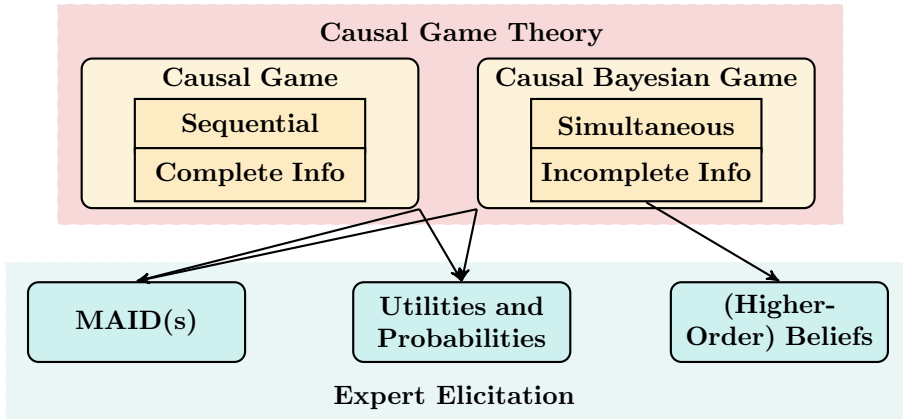 Causal Game Theory
Causal Game
Sequential
Complete Info
Causal Bayesian Game
Simultaneous
Incomplete Info
MAID(s)
Utilities and
Probabilities
(Higher-
Order) Beliefs
Expert Elicitation